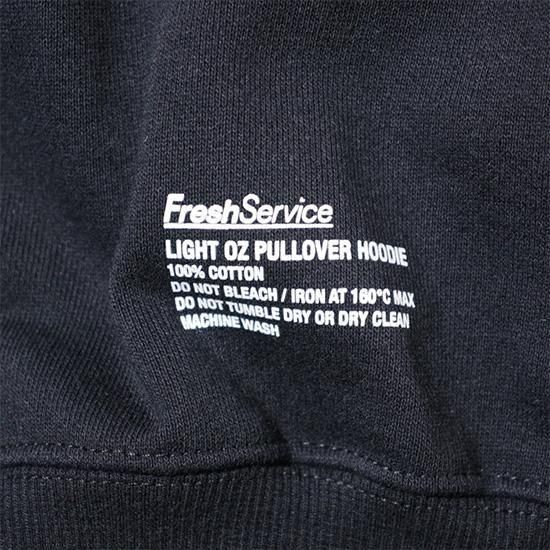 FreshService
LIGHT OZ PULLOVER HOODIE
100% COTTON
DO NOT BLEACH / IRON AT 160°C MAX
DO NOT TUMBLE DRY OR DRY CLEAN
MACHINE WASH